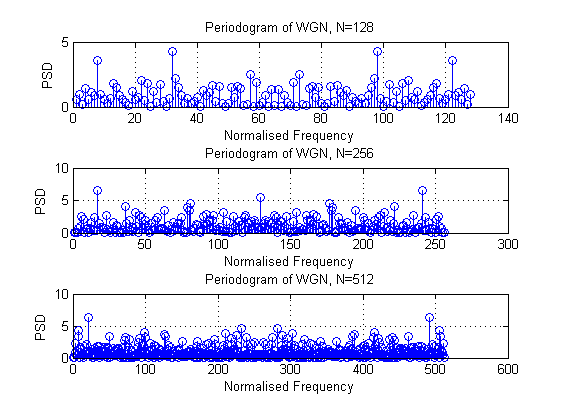 Periodogram of WGN, N=128
PSD
5
0
0 20 40 60 80 100 120 140
Normalised Frequency
Periodogram of WGN, N=256
PSD
10
5
0
0 50 100 150 200 250 300
Normalised Frequency
Periodogram of WGN, N=512
PSD
10
5
0
0 100 200 300 400 500 600
Normalised Frequency